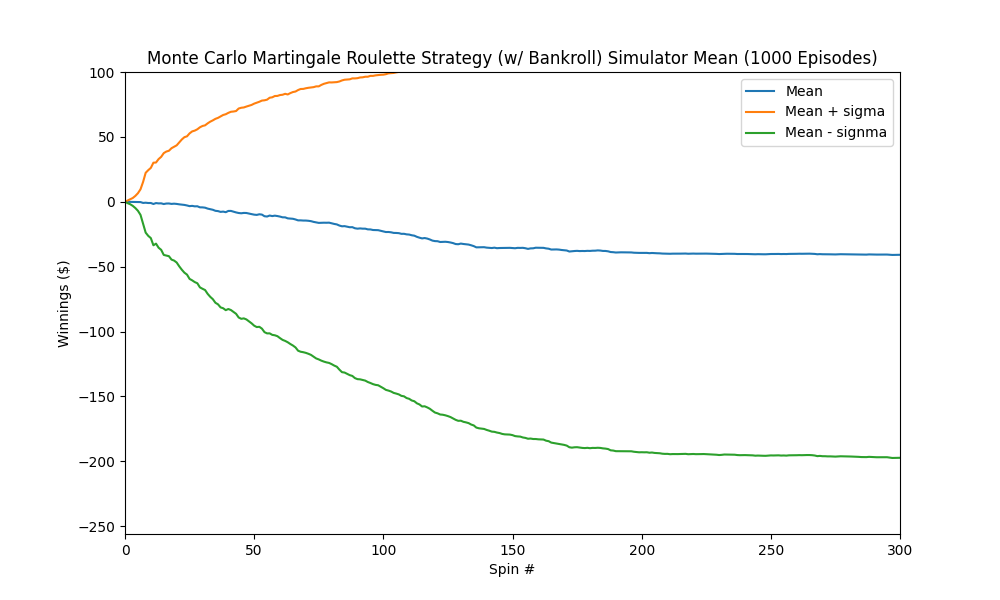 Monte Carlo Martingale Roulette Strategy (w/ Bankroll) Simulator Mean (1000 Episodes)
100
50
0
−50
−100
−150
−200
−250
Winnings ($)
Mean
Mean + sigma
Mean - signma
0 50 100 150 200 250 300
Spin #